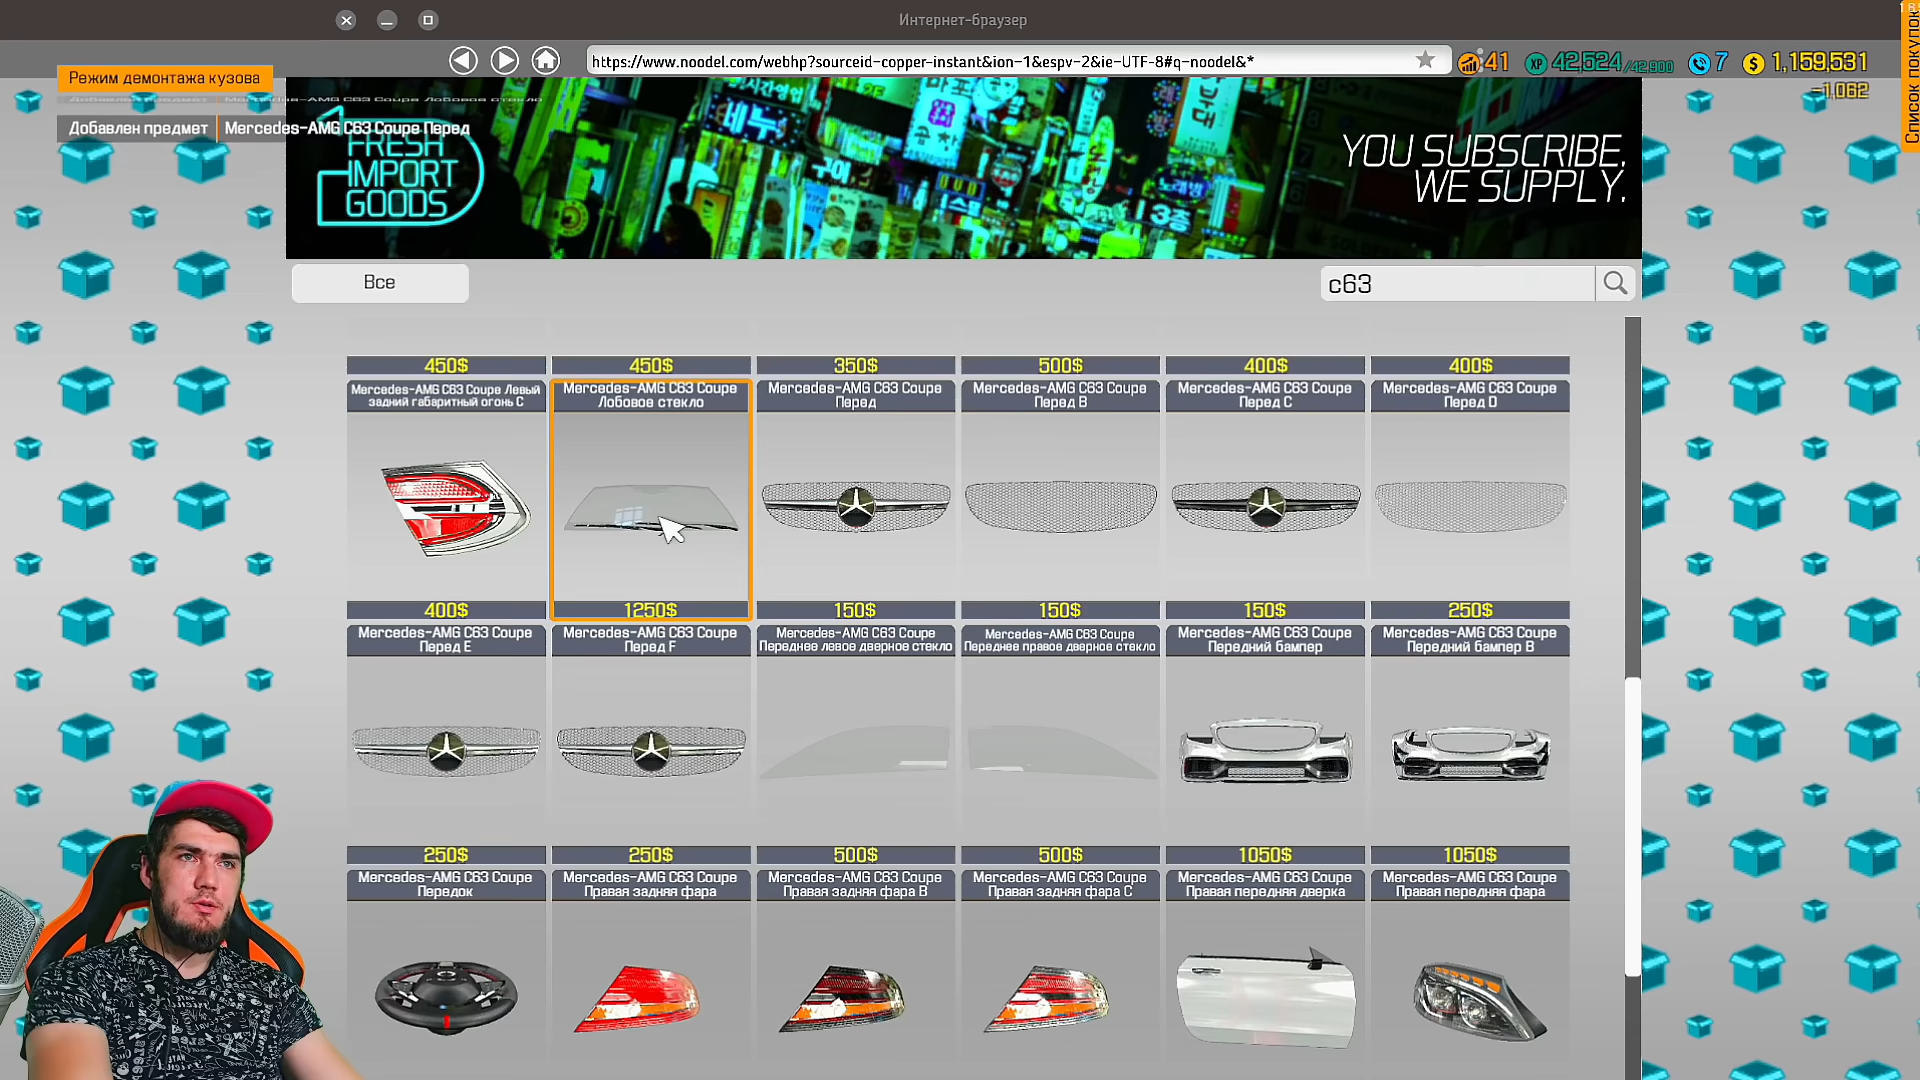 Интернет-браузер
https://www.noodel.com/webhp?sourceid-copper-instant&ion-1&espv-2&ie-UTF-8#q-noodel&*
41
XP 42,524/42,900
7
$ 1,159,531
-1,062
Список покупок
Режим демонтажа кузова
Добавлен предмет Mercedes-AMG C63 Coupe Лобовое стекло
Добавлен предмет Mercedes-AMG C63 Coupe Перед
FRESH
IMPORT
GOODS
YOU SUBSCRIBE,
WE SUPPLY.
Все
c63
450$ 450$ 350$ 500$ 400$ 400$
Mercedes-AMG C63 Coupe Левый
задний габаритный огонь C
Mercedes-AMG C63 Coupe
Лобовое стекло
Mercedes-AMG C63 Coupe
Перед
Mercedes-AMG C63 Coupe
Перед B
Mercedes-AMG C63 Coupe
Перед C
Mercedes-AMG C63 Coupe
Перед D
400$ 1250$ 150$ 150$ 150$ 250$
Mercedes-AMG C63 Coupe
Перед E
Mercedes-AMG C63 Coupe
Перед F
Mercedes-AMG C63 Coupe
Переднее левое дверное стекло
Mercedes-AMG C63 Coupe
Переднее правое дверное стекло
Mercedes-AMG C63 Coupe
Передний бампер
Mercedes-AMG C63 Coupe
Передний бампер B
250$ 250$ 500$ 500$ 1050$ 1050$
Mercedes-AMG C63 Coupe
Передок
Mercedes-AMG C63 Coupe
Правая задняя фара
Mercedes-AMG C63 Coupe
Правая задняя фара B
Mercedes-AMG C63 Coupe
Правая задняя фара C
Mercedes-AMG C63 Coupe
Правая передняя дверка
Mercedes-AMG C63 Coupe
Правая передняя фара